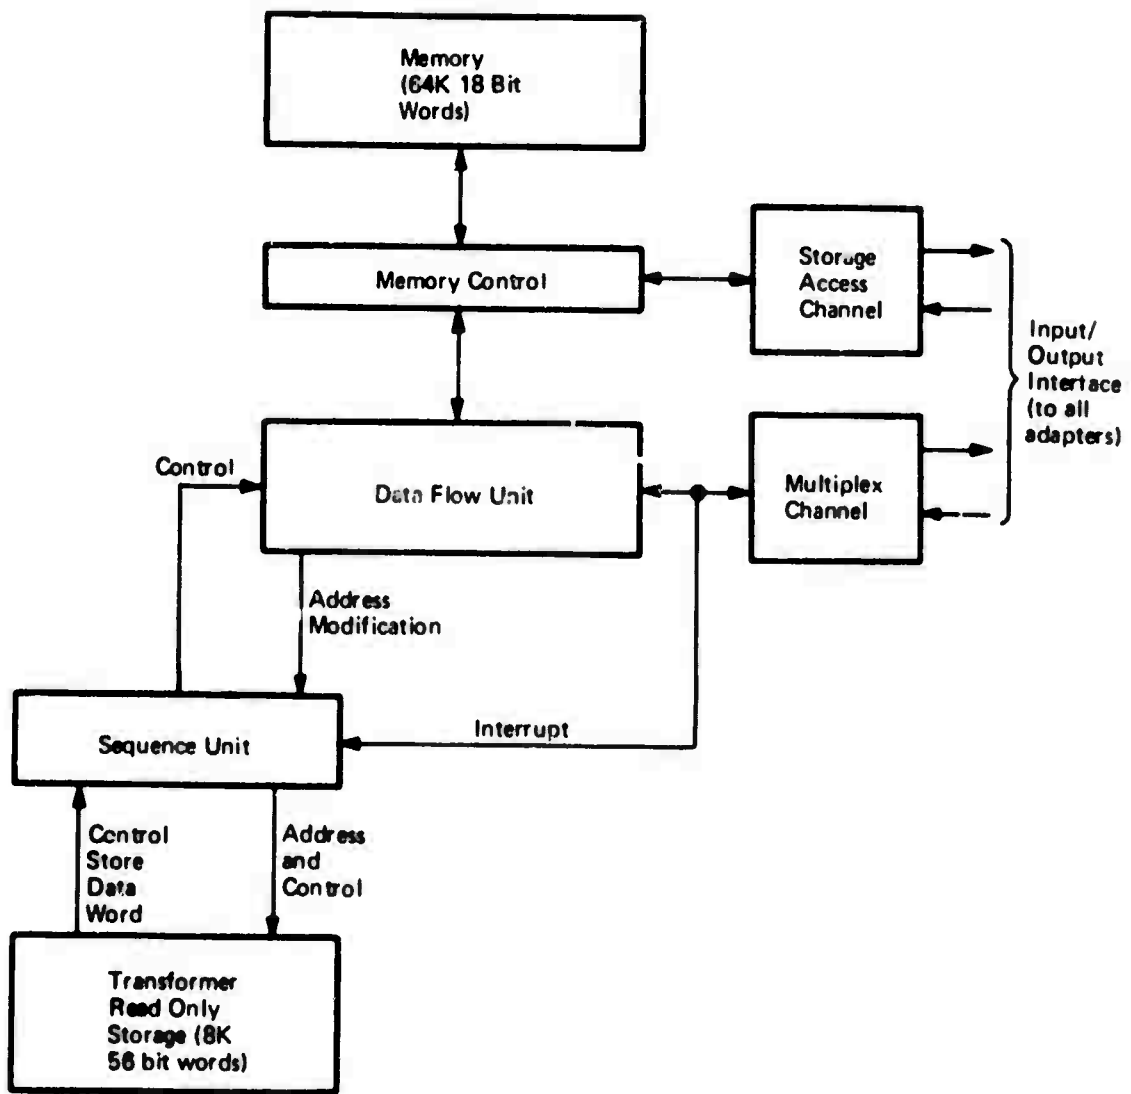 Memory
(64K 18 Bit
Words)
Memory Control
Storage
Access
Channel
Input/
Output
Interface
(to all
adapters)
Control
Data Flow Unit
Multiplex
Channel
Address
Modification
Sequence Unit
Interrupt
Control
Store
Data
Word
Address
and
Control
Transformer
Read Only
Storage (8K
56 bit words)